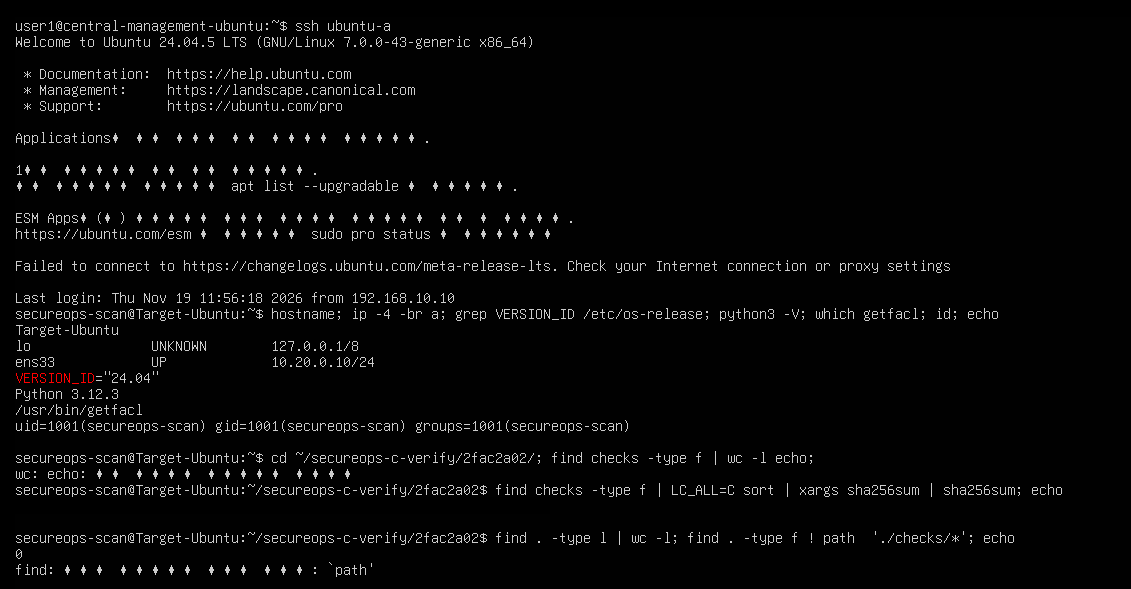 user1@central-management-ubuntu:~$ ssh ubuntu-a
Welcome to Ubuntu 24.04.5 LTS (GNU/Linux 7.0.0-43-generic x86_64)
* Documentation:  https://help.ubuntu.com
* Management:     https://landscape.canonical.com
* Support:        https://ubuntu.com/pro
Applications♦  ♦ ♦  ♦ ♦ ♦  ♦ ♦  ♦ ♦ ♦ ♦  ♦ ♦ ♦ ♦ ♦ .
1♦ ♦  ♦ ♦ ♦ ♦ ♦  ♦ ♦  ♦ ♦  ♦ ♦ ♦ ♦ ♦ .
♦ ♦  ♦ ♦ ♦ ♦ ♦  ♦ ♦ ♦ ♦ ♦  apt list --upgradable ♦  ♦ ♦ ♦ ♦ ♦ .
ESM Apps♦ (♦ ) ♦ ♦ ♦ ♦ ♦  ♦ ♦ ♦  ♦ ♦ ♦ ♦  ♦ ♦ ♦ ♦ ♦  ♦ ♦  ♦  ♦ ♦ ♦ ♦ .
https://ubuntu.com/esm ♦  ♦ ♦ ♦ ♦ ♦  sudo pro status ♦  ♦ ♦ ♦ ♦ ♦ ♦
Failed to connect to https://changelogs.ubuntu.com/meta-release-lts. Check your Internet connection or proxy settings
Last login: Thu Nov 19 11:56:18 2026 from 192.168.10.10
secureops-scan@Target-Ubuntu:~$ hostname; ip -4 -br a; grep VERSION_ID /etc/os-release; python3 -V; which getfacl; id; echo
Target-Ubuntu
lo               UNKNOWN        127.0.0.1/8
ens33            UP             10.20.0.10/24
VERSION_ID="24.04"
Python 3.12.3
/usr/bin/getfacl
uid=1001(secureops-scan) gid=1001(secureops-scan) groups=1001(secureops-scan)
secureops-scan@Target-Ubuntu:~$ cd ~/secureops-c-verify/2fac2a02/; find checks -type f | wc -l echo;
wc: echo: ♦ ♦  ♦ ♦ ♦ ♦  ♦ ♦ ♦ ♦ ♦  ♦ ♦ ♦ ♦
secureops-scan@Target-Ubuntu:~/secureops-c-verify/2fac2a02$ find checks -type f | LC_ALL=C sort | xargs sha256sum | sha256sum; echo
secureops-scan@Target-Ubuntu:~/secureops-c-verify/2fac2a02$ find . -type l | wc -l; find . -type f ! path  './checks/*'; echo
0
find: ♦ ♦ ♦  ♦ ♦ ♦ ♦ ♦  ♦ ♦ ♦  ♦ ♦ ♦ : `path'